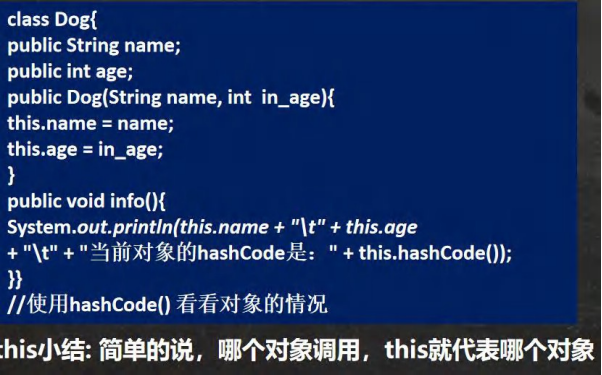 class Dog{
public String name;
public int age;
public Dog(String name, int  in_age){
this.name = name;
this.age = in_age;
}
public void info(){
System.out.println(this.name + "\t" + this.age
+ "\t" + "当前对象的hashCode是：" + this.hashCode());
}}
//使用hashCode() 看看对象的情况
this小结: 简单的说，哪个对象调用，this就代表哪个对象